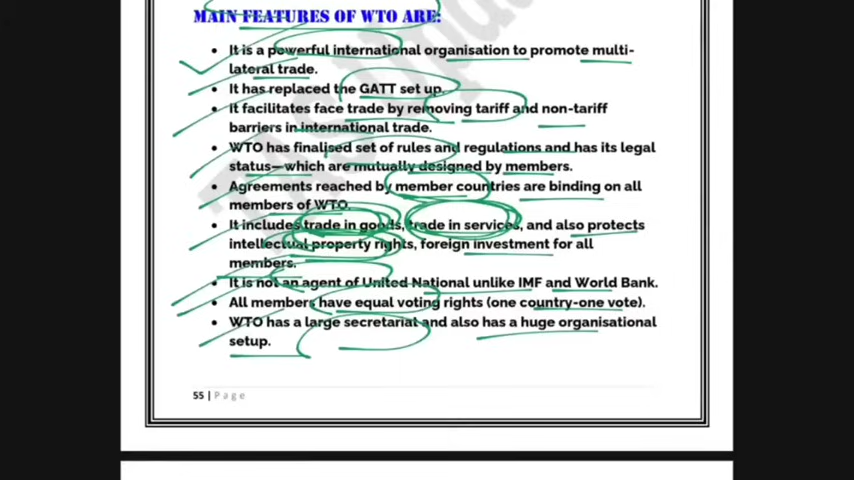 MAIN FEATURES OF WTO ARE:
• It is a powerful international organisation to promote multi-
lateral trade.
• It has replaced the GATT set up.
• It facilitates face trade by removing tariff and non-tariff
barriers in international trade.
• WTO has finalised set of rules and regulations and has its legal
status—which are mutually designed by members.
• Agreements reached by member countries are binding on all
members of WTO.
• It includes trade in goods, trade in services, and also protects
intellectual property rights, foreign investment for all
members.
• It is not an agent of United National unlike IMF and World Bank.
• All members have equal voting rights (one country-one vote).
• WTO has a large secretariat and also has a huge organisational
setup.
55 | Page